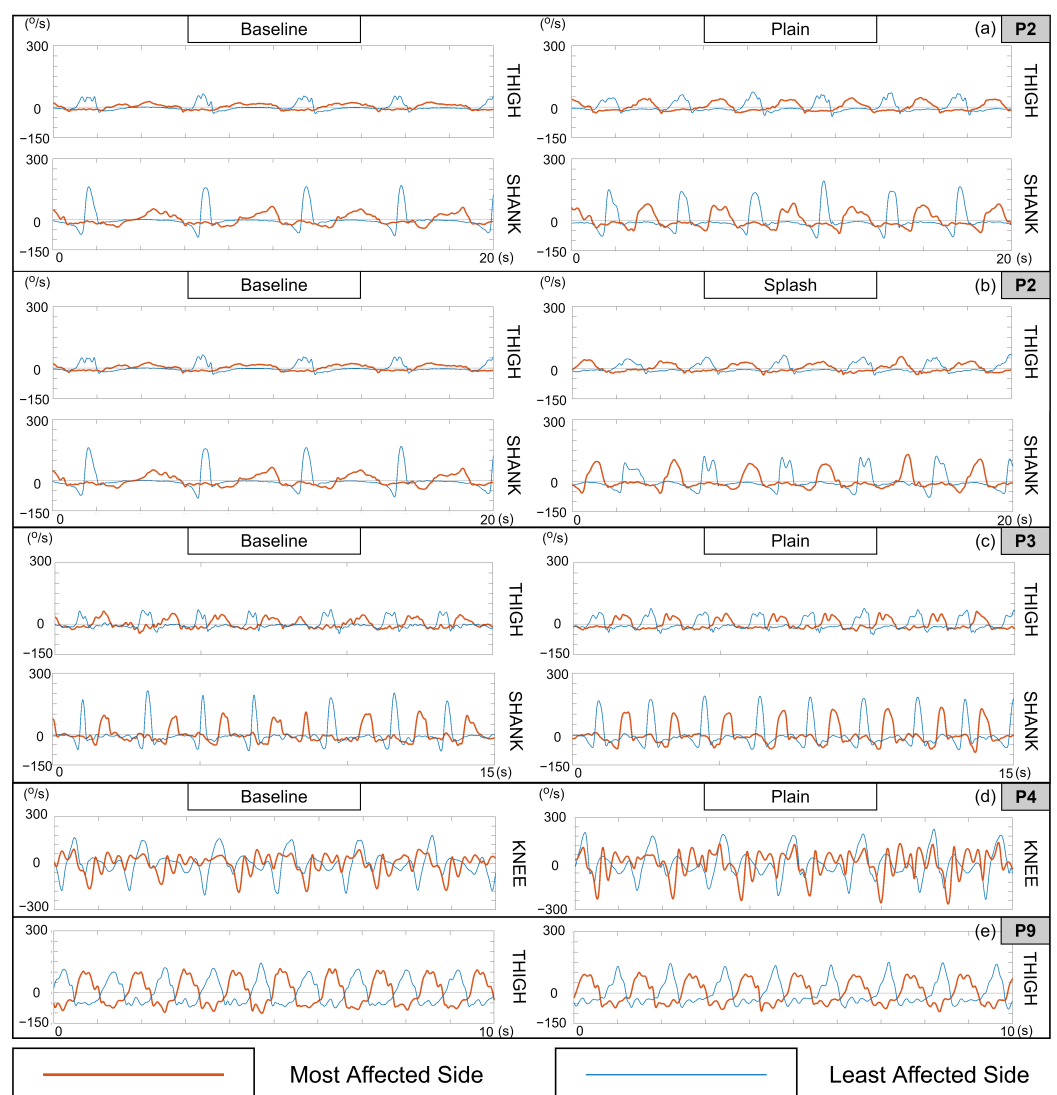 (°/s) Baseline (°/s) Plain (a) P2
300 THIGH 300 THIGH
0 0
−150 −150
300 SHANK 300 SHANK
0 0
−150 −150
0 20 (s) 0 20 (s)
(°/s) Baseline (°/s) Splash (b) P2
300 THIGH 300 THIGH
0 0
−150 −150
300 SHANK 300 SHANK
0 0
−150 −150
0 20 (s) 0 20 (s)
(°/s) Baseline (°/s) Plain (c) P3
300 THIGH 300 THIGH
0 0
−150 −150
300 SHANK 300 SHANK
0 0
−150 −150
0 15 (s) 0 15 (s)
(°/s) Baseline (°/s) Plain (d) P4
300 KNEE 300 KNEE
0 0
−300 −300
(e) P9
300 THIGH 300 THIGH
0 0
−150 −150
0 10 (s) 0 10 (s)
Most Affected Side Least Affected Side